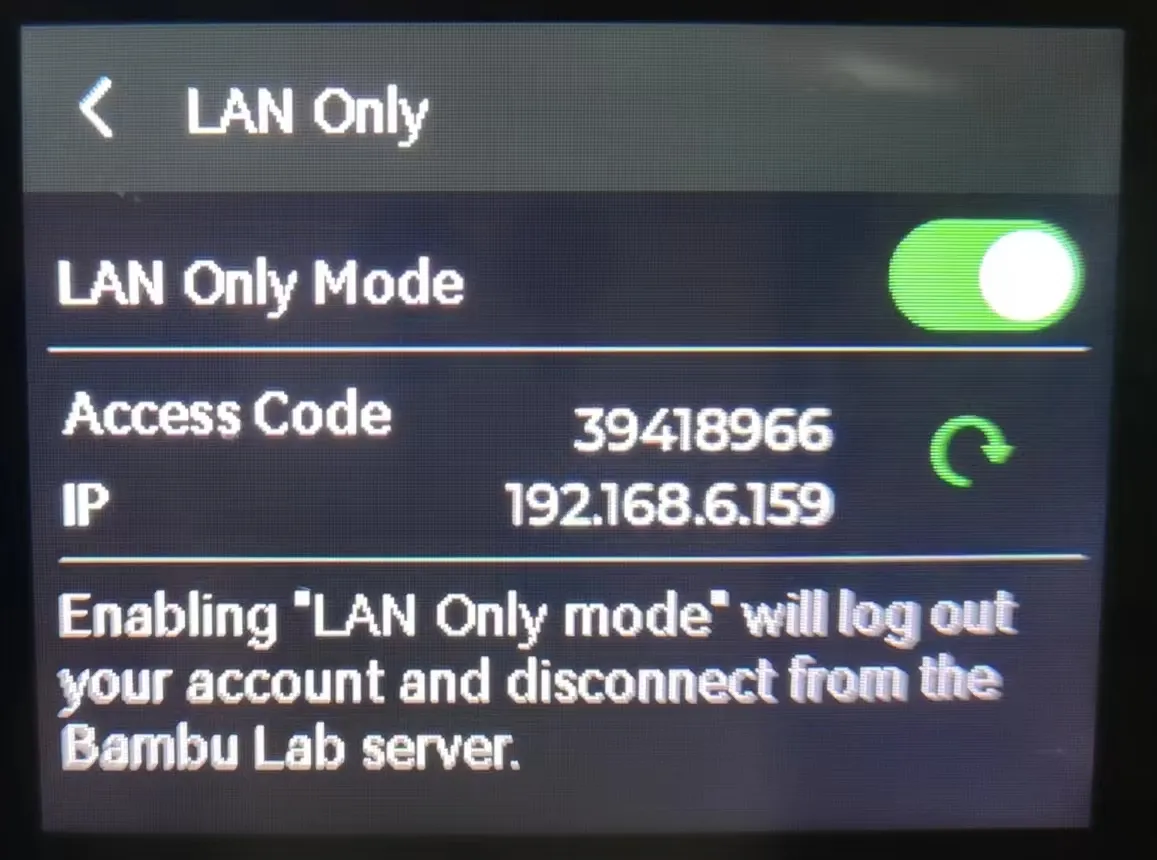 LAN Only
LAN Only Mode
Access Code 39418966
IP 192.168.6.159
Enabling "LAN Only mode" will log out
your account and disconnect from the
Bambu Lab server.